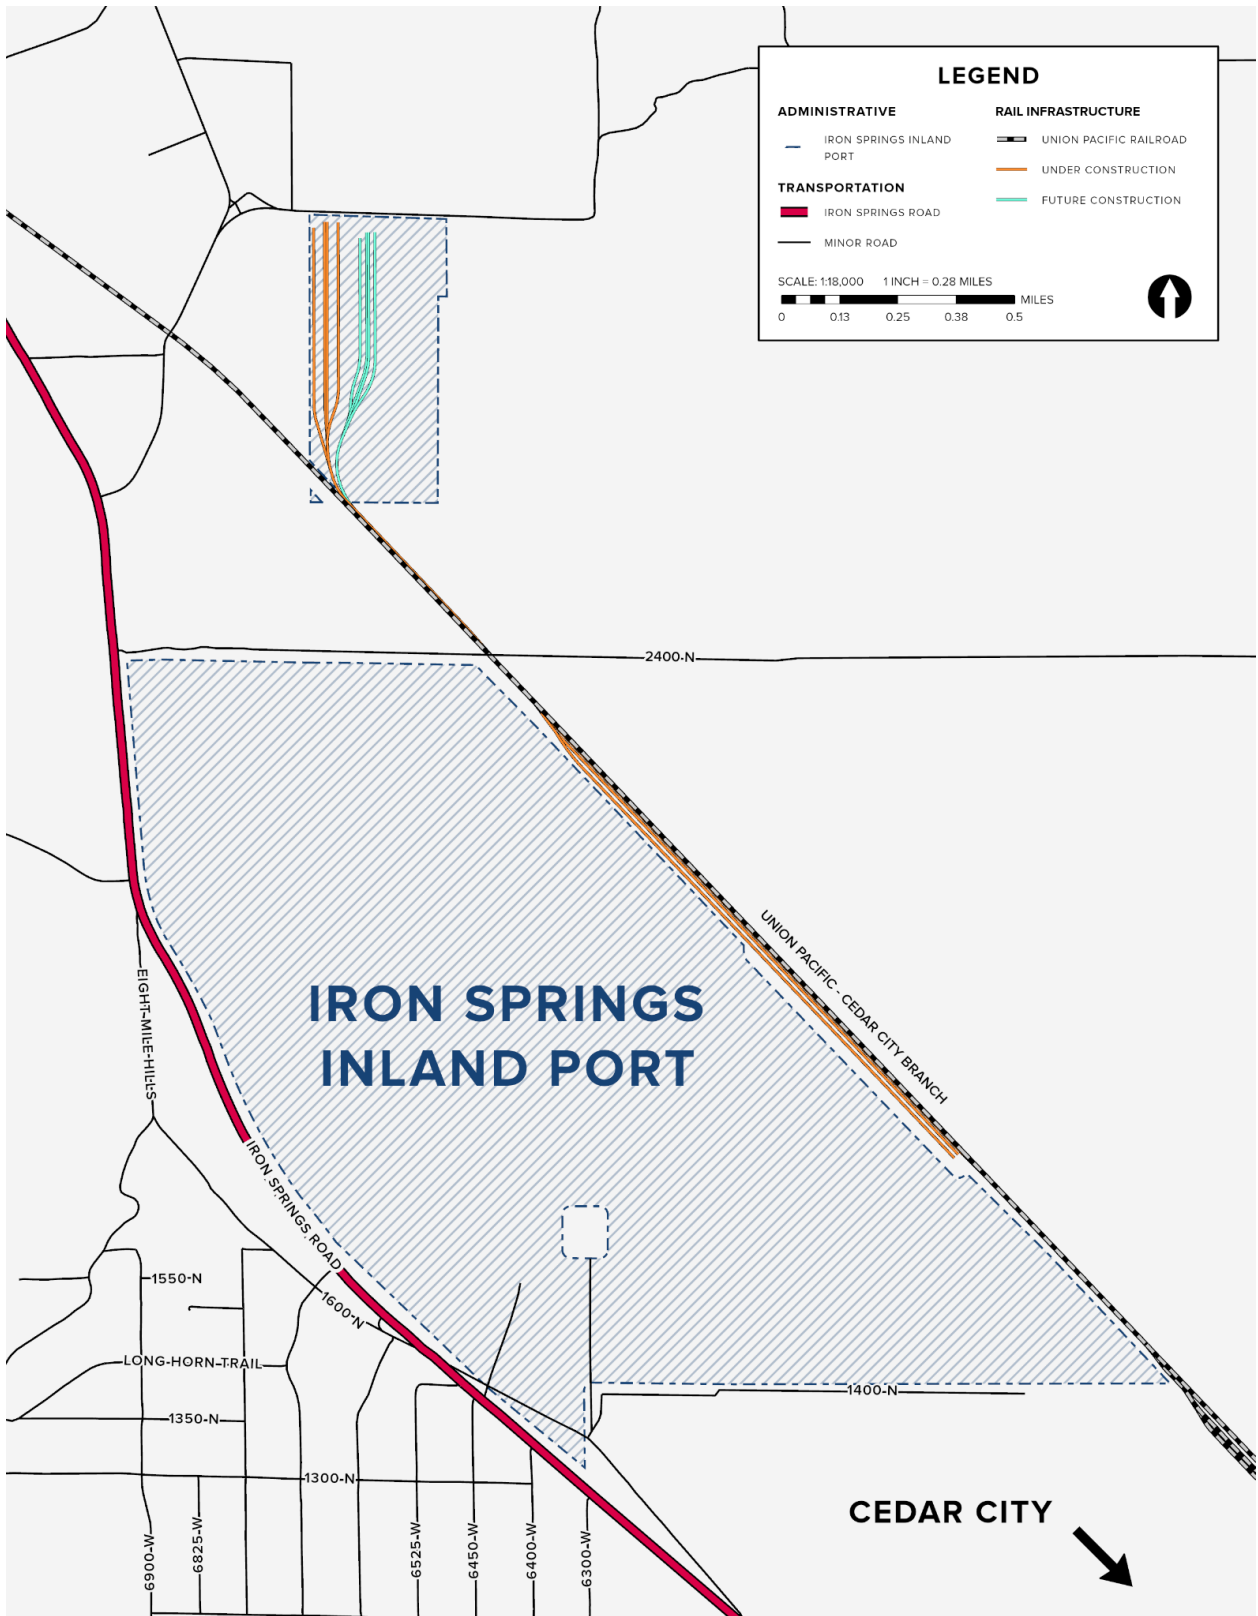 LEGEND
ADMINISTRATIVE
IRON SPRINGS INLAND
PORT
TRANSPORTATION
IRON SPRINGS ROAD
MINOR ROAD
RAIL INFRASTRUCTURE
UNION PACIFIC RAILROAD
UNDER CONSTRUCTION
FUTURE CONSTRUCTION
SCALE: 1:18,000 1 INCH = 0.28 MILES
MILES
0 0.13 0.25 0.38 0.5
2400-N
UNION PACIFIC - CEDAR CITY BRANCH
IRON SPRINGS
INLAND PORT
EIGHT-MILE-HILLS
IRON SPRINGS ROAD
1550-N
1600-N
LONG-HORN-TRAIL
1400-N
1350-N
1300-N
CEDAR CITY
6900-W
6825-W
6525-W
6450-W
6400-W
6300-W